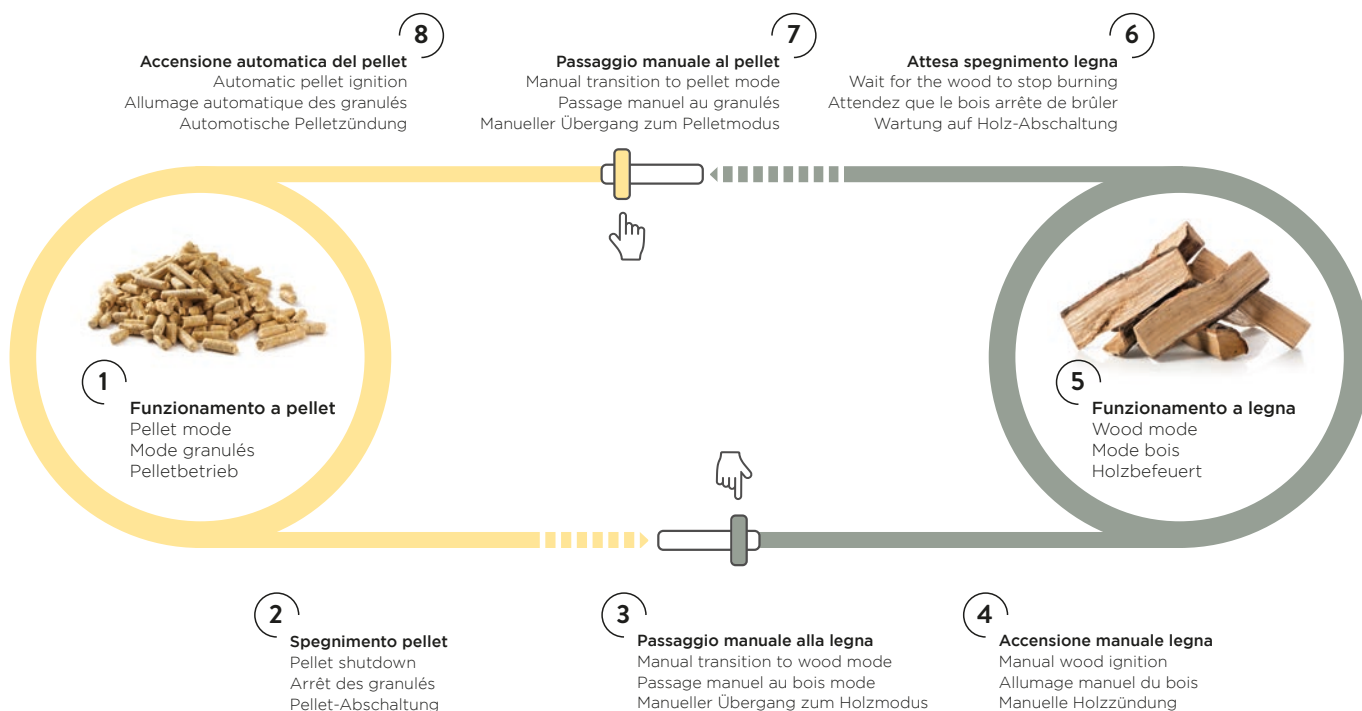 8
Accensione automatica del pellet
Automatic pellet ignition
Allumage automatique des granulés
Automotische Pelletzündung
7
Passaggio manuale al pellet
Manual transition to pellet mode
Passage manuel au granulés
Manueller Übergang zum Pelletmodus
6
Attesa spegnimento legna
Wait for the wood to stop burning
Attendez que le bois arrête de brûler
Wartung auf Holz-Abschaltung
1
Funzionamento a pellet
Pellet mode
Mode granulés
Pelletbetrieb
5
Funzionamento a legna
Wood mode
Mode bois
Holzbefeuert
2
Spegnimento pellet
Pellet shutdown
Arrêt des granulés
Pellet-Abschaltung
3
Passaggio manuale alla legna
Manual transition to wood mode
Passage manuel au bois mode
Manueller Übergang zum Holzmodus
4
Accensione manuale legna
Manual wood ignition
Allumage manuel du bois
Manuelle Holzzündung